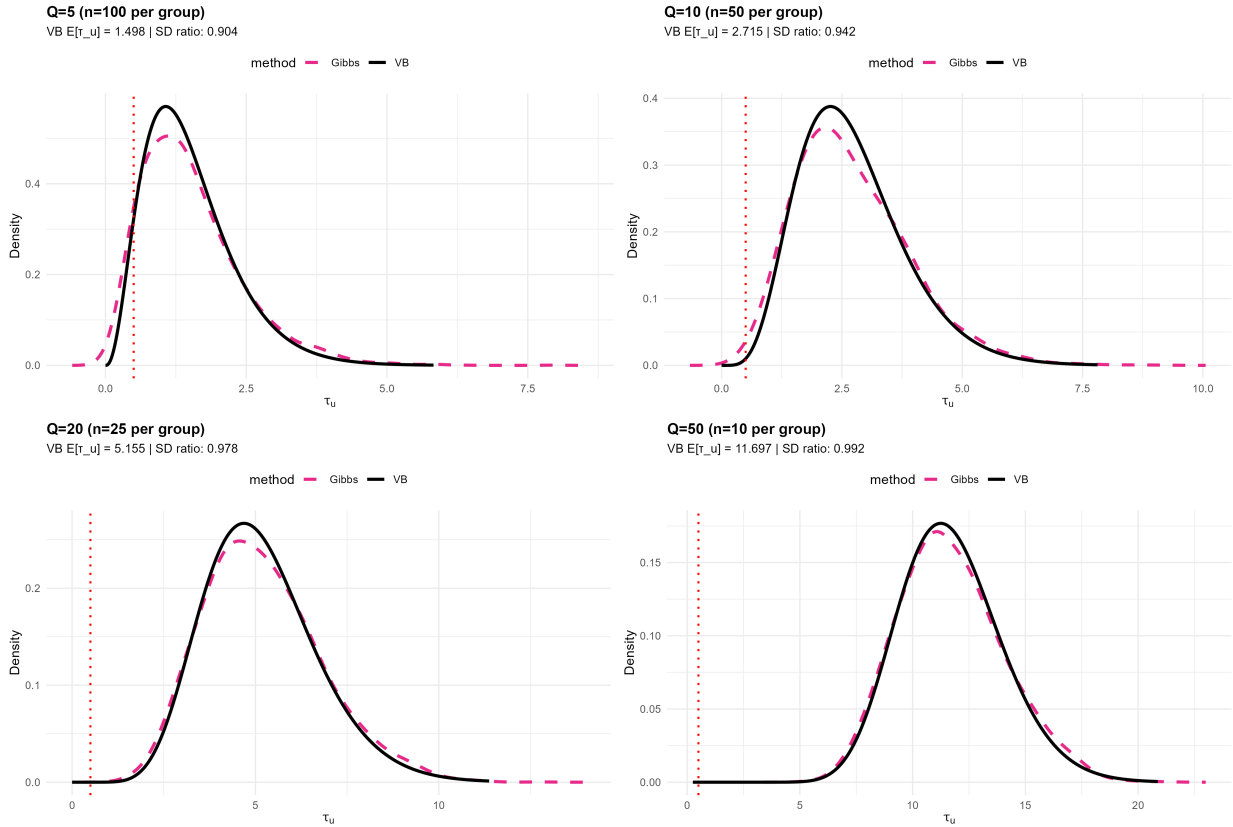 Q=5 (n=100 per group)
VB E[τ_u] = 1.498 | SD ratio: 0.904
method Gibbs VB
Density
0.4
0.2
0.0
0.0 2.5 5.0 7.5
τu
Q=10 (n=50 per group)
VB E[τ_u] = 2.715 | SD ratio: 0.942
method Gibbs VB
Density
0.4
0.3
0.2
0.1
0.0
0.0 2.5 5.0 7.5 10.0
τu
Q=20 (n=25 per group)
VB E[τ_u] = 5.155 | SD ratio: 0.978
method Gibbs VB
Density
0.2
0.1
0.0
0 5 10
τu
Q=50 (n=10 per group)
VB E[τ_u] = 11.697 | SD ratio: 0.992
method Gibbs VB
Density
0.15
0.10
0.05
0.00
0 5 10 15 20
τu